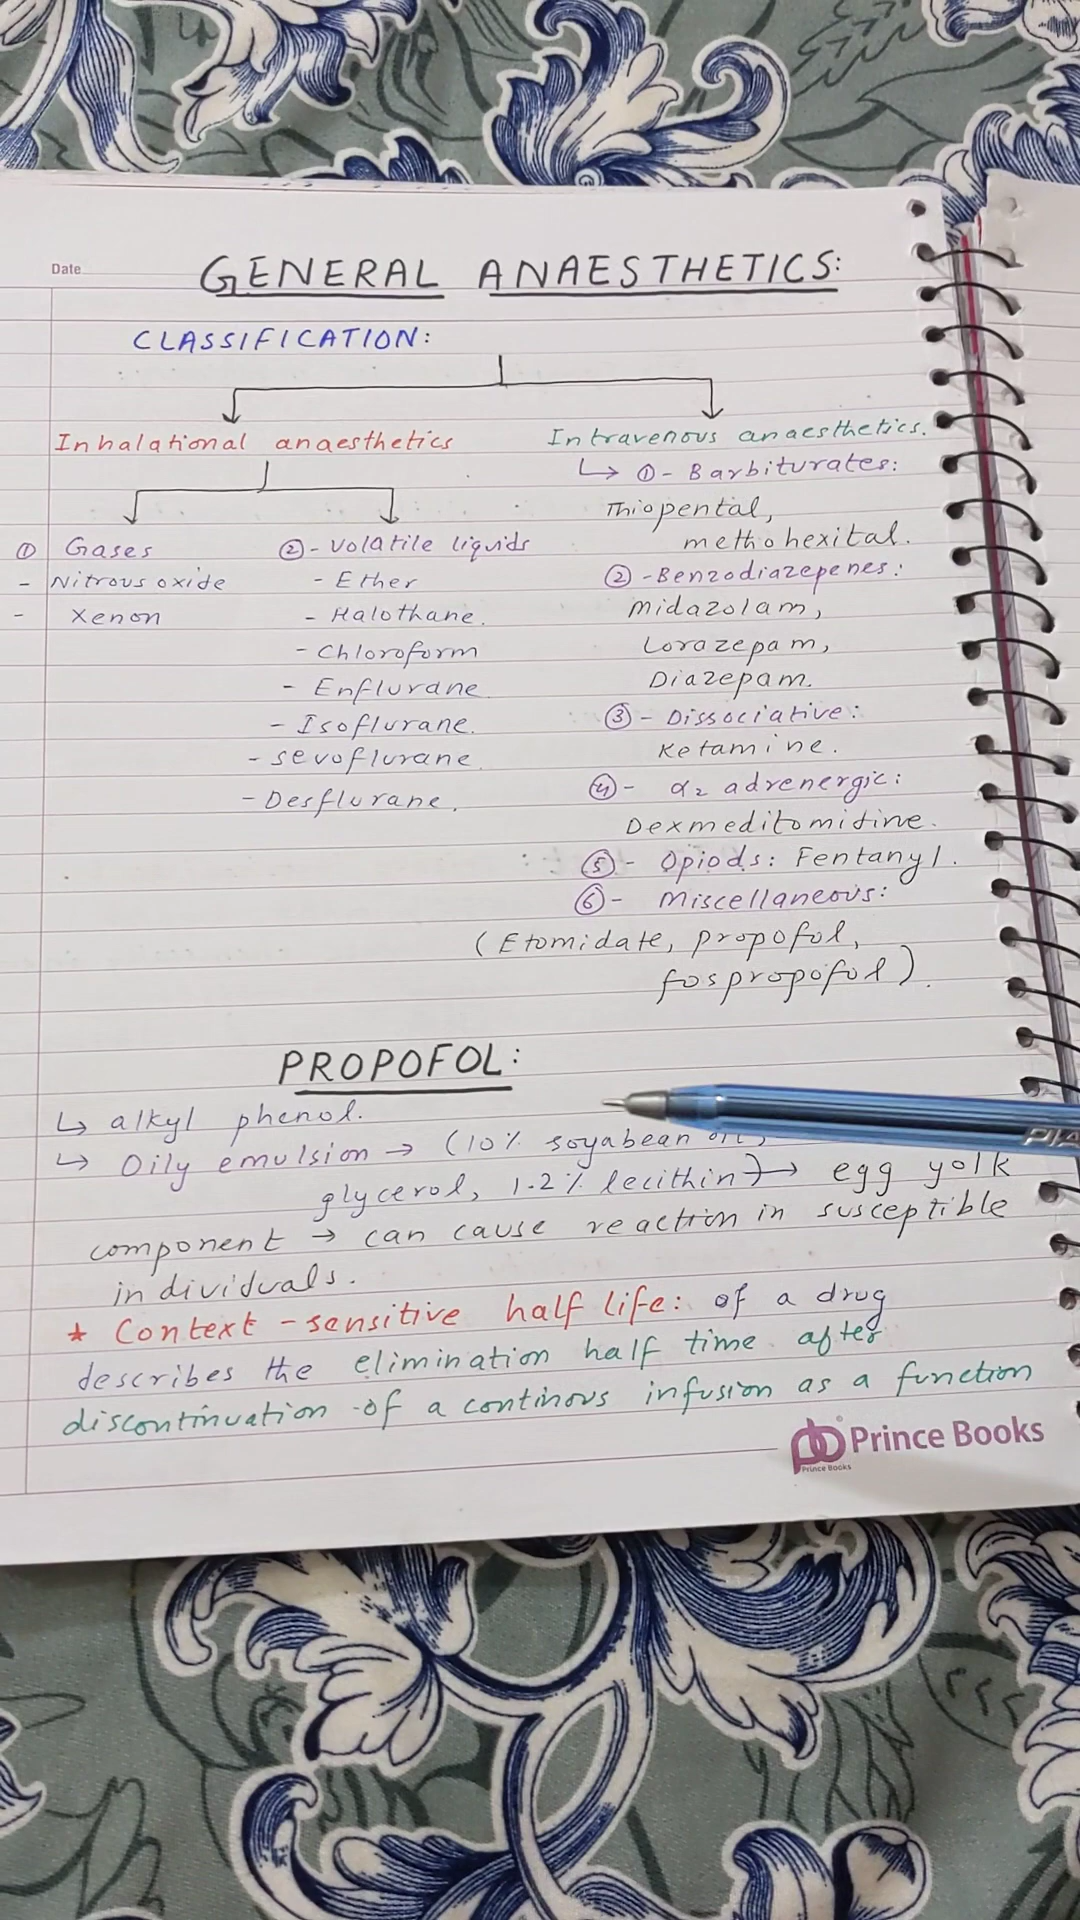 Date
GENERAL ANAESTHETICS:
CLASSIFICATION:
Inhalational anaesthetics
① Gases
- Nitrous oxide
- Xenon
② - Volatile liquids
- Ether
- Halothane.
- Chloroform
- Enflurane
- Isoflurane.
- sevoflurane
- Desflurane.
Intravenous anaesthetics.
↳ ① - Barbiturates:
Thiopental,
methohexital.
② - Benzodiazepenes:
midazolam,
Lorazepam,
Diazepam.
③ - Dissociative:
Ketamine.
④ - α₂ adrenergic:
Dexmeditomidine.
⑤ - Opiods: Fentanyl.
⑥ - Miscellaneous:
(Etomidate, propofol,
fospropofol).
PROPOFOL:
↳ alkyl phenol.
↳ Oily emulsion → (10% soyabean oil,
glycerol, 1.2% lecithin) → egg yolk
component → can cause reaction in susceptible
individuals.
* Context-sensitive half life: of a drug
describes the elimination half time after
discontinuation of a continous infusion as a function
Prince Books
Prince Books